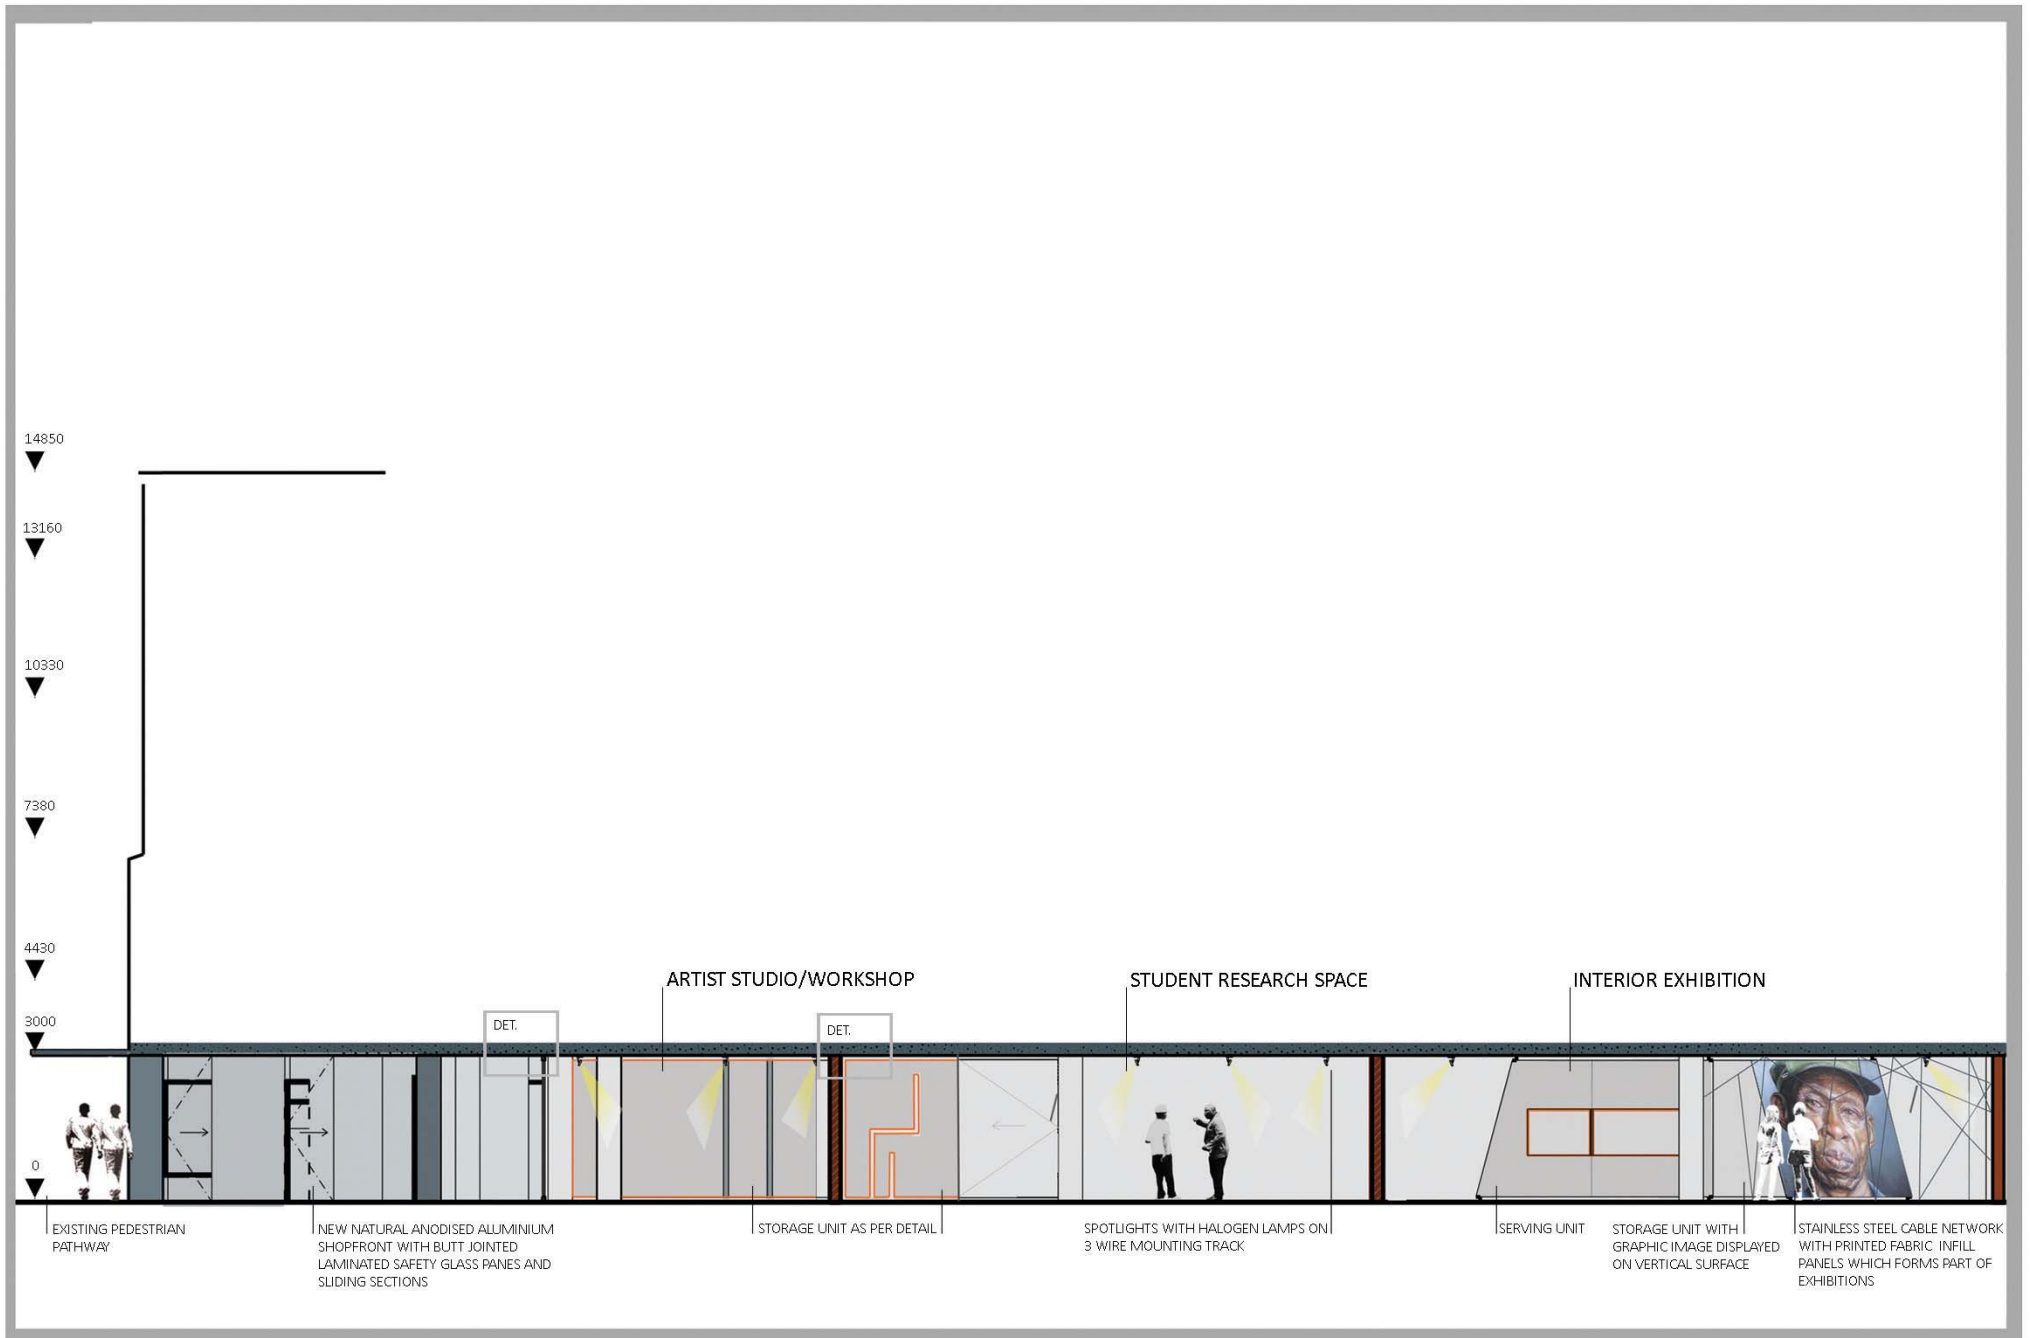 14850
13160
10330
7380
4430
3000
0
ARTIST STUDIO/WORKSHOP
STUDENT RESEARCH SPACE
INTERIOR EXHIBITION
DET.
DET.
EXISTING PEDESTRIAN
PATHWAY
NEW NATURAL ANODISED ALUMINIUM
SHOPFRONT WITH BUTT JOINTED
LAMINATED SAFETY GLASS PANES AND
SLIDING SECTIONS
STORAGE UNIT AS PER DETAIL
SPOTLIGHTS WITH HALOGEN LAMPS ON
3 WIRE MOUNTING TRACK
SERVING UNIT
STORAGE UNIT WITH
GRAPHIC IMAGE DISPLAYED
ON VERTICAL SURFACE
STAINLESS STEEL CABLE NETWORK
WITH PRINTED FABRIC INFILL
PANELS WHICH FORMS PART OF
EXHIBITIONS